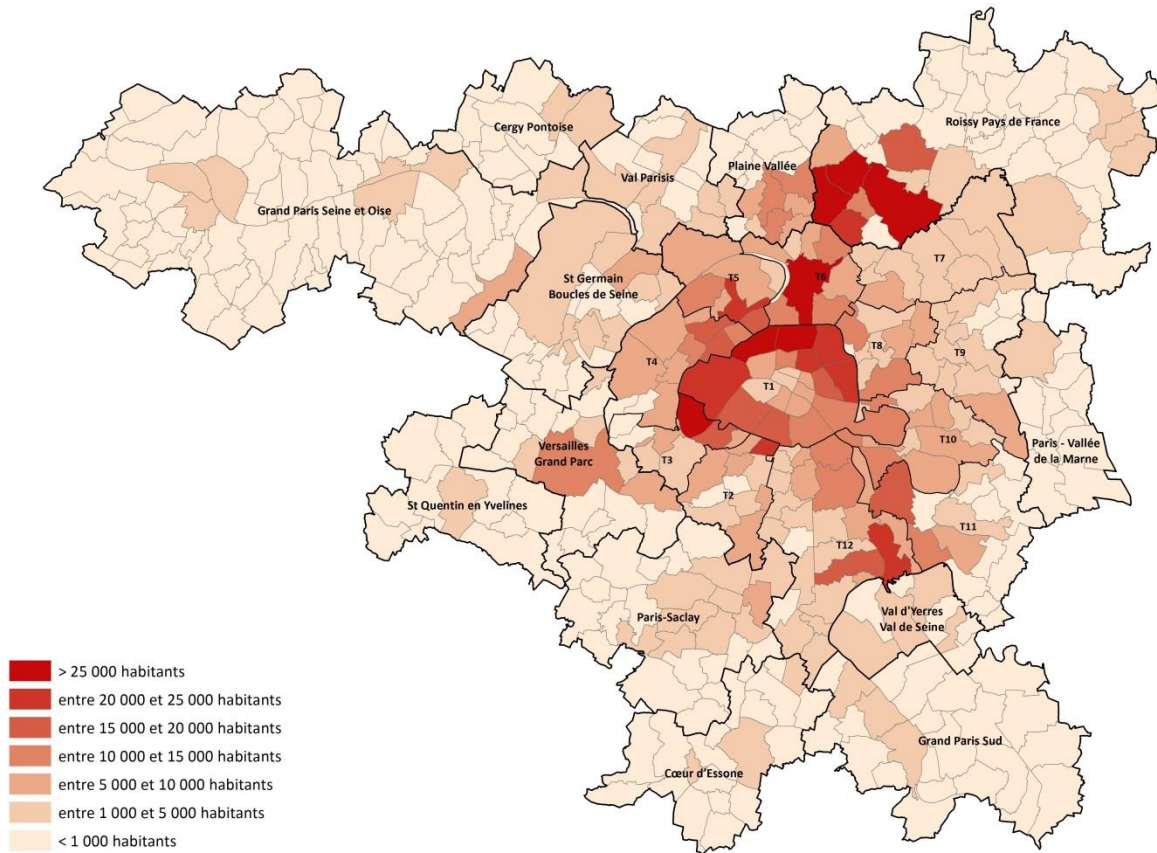 Roissy Pays de France
Cergy Pontoise
Plaine Vallée
Val Parisis
Grand Paris Seine et Oise
T7
St Germain
Boucles de Seine
T5
T6
T8
T9
T4
T1
Versailles
Grand Parc
T3
T10
Paris - Vallée
de la Marne
St Quentin en Yvelines
T2
T11
T12
Paris-Saclay
Val d'Yerres
Val de Seine
Grand Paris Sud
Cœur d'Essone
> 25 000 habitants
entre 20 000 et 25 000 habitants
entre 15 000 et 20 000 habitants
entre 10 000 et 15 000 habitants
entre 5 000 et 10 000 habitants
entre 1 000 et 5 000 habitants
< 1 000 habitants